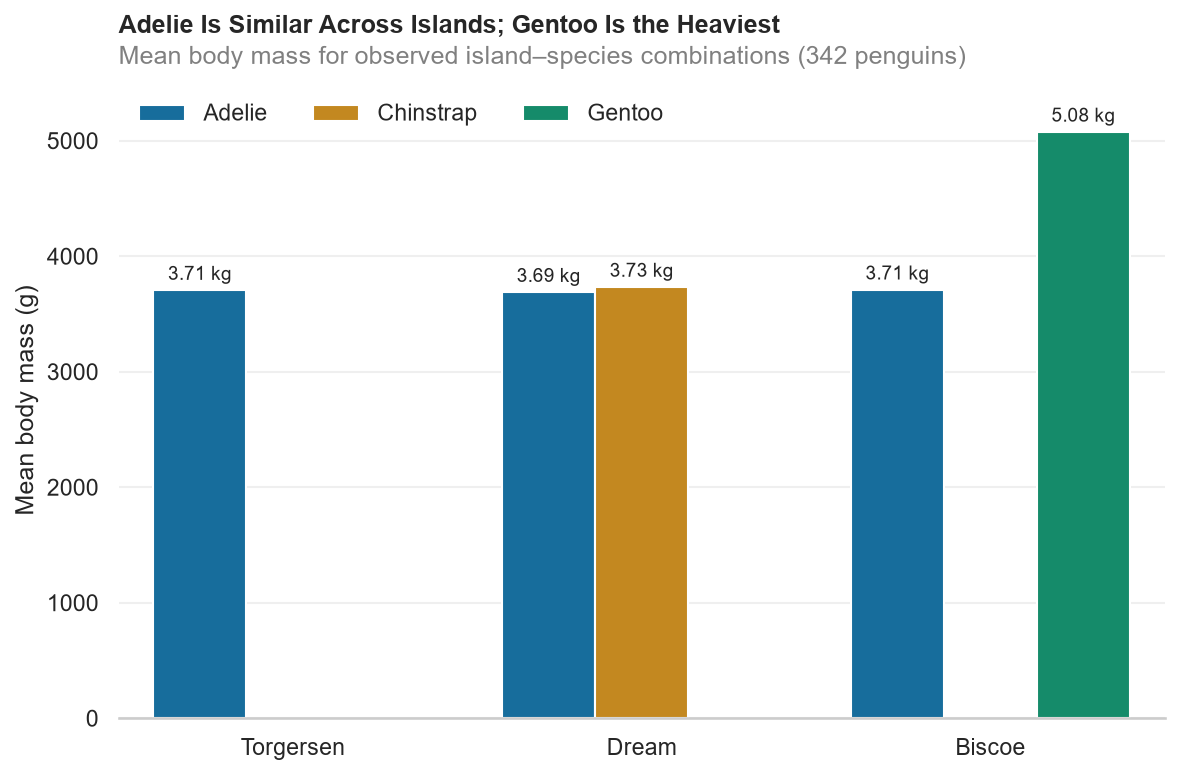 Adelie Is Similar Across Islands; Gentoo Is the Heaviest
Mean body mass for observed island–species combinations (342 penguins)
Adelie Chinstrap Gentoo
5.08 kg
5000
4000
3.71 kg 3.69 kg 3.73 kg 3.71 kg
3000
2000
1000
0
Mean body mass (g)
Torgersen Dream Biscoe